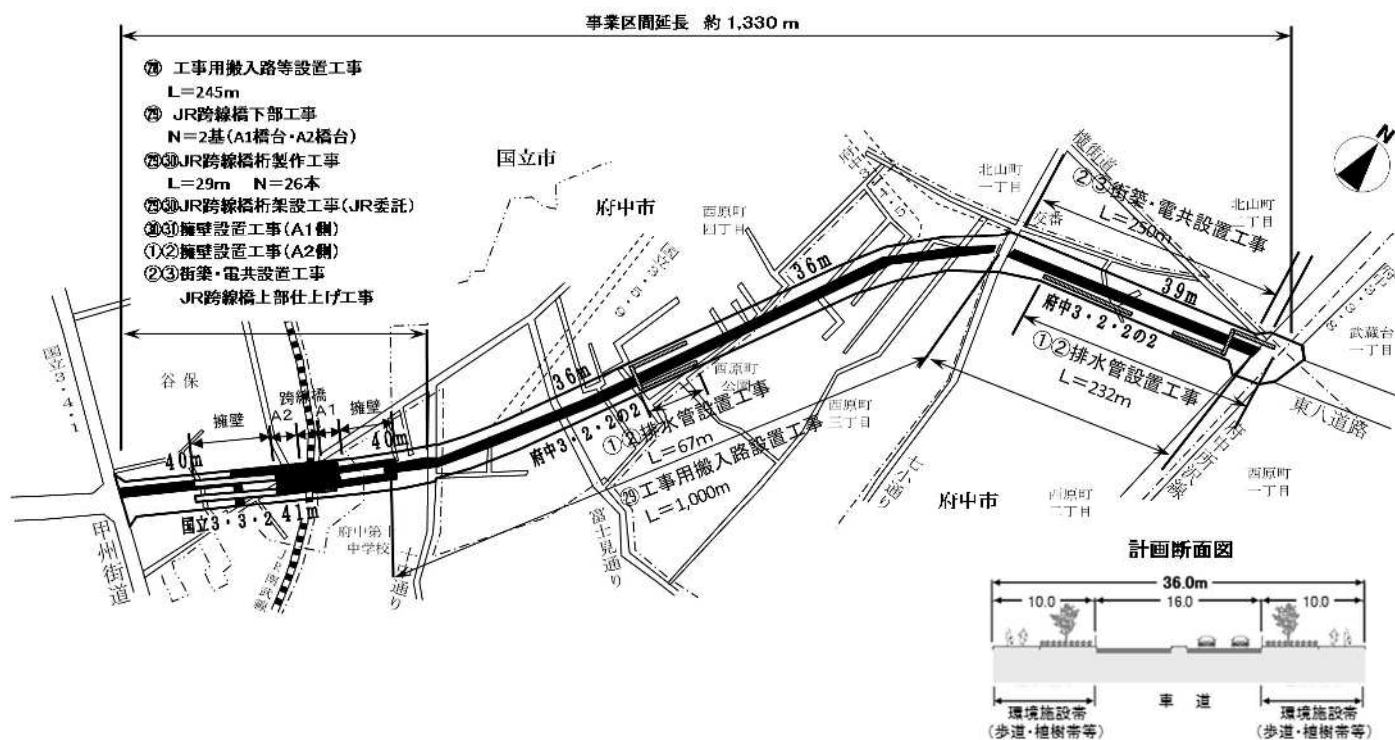 事業区間延長 約1,330m
㉘ 工事用搬入路等設置工事
L=245m
㉙ JR跨線橋下部工事
N=2基(A1橋台・A2橋台)
㉙㉚JR跨線橋桁製作工事
L=29m N=26本
㉙㉚JR跨線橋桁架設工事(JR委託)
㉚㉛擁壁設置工事(A1側)
①②擁壁設置工事(A2側)
②③街築・電共設置工事
JR跨線橋上部仕上げ工事
国立市
府中市
西原町
四丁目
北山町
一丁目
横街道
交番
②③街築・電共設置工事
L=250m
北山町
二丁目
N
国立3・4・1
谷保
擁壁
A2
跨線橋
A1
擁壁
40m
40m
41m
国立3・3・2
甲州街道
府中第十
中学校
36m
36m
39m
府中3・2・2の2
府中3・2・2の2
西原町
公園
①②排水管設置工事
L=67m
㉙工事用搬入路設置工事
L=1,000m
富士見通り
西原町
三丁目
七小通り
府中市
①②排水管設置工事
L=232m
府中所沢線
武蔵台
一丁目
東八道路
西原町
二丁目
西原町
一丁目
計画断面図
36.0m
10.0
16.0
10.0
環境施設帯
(歩道・植樹帯等)
車道
環境施設帯
(歩道・植樹帯等)